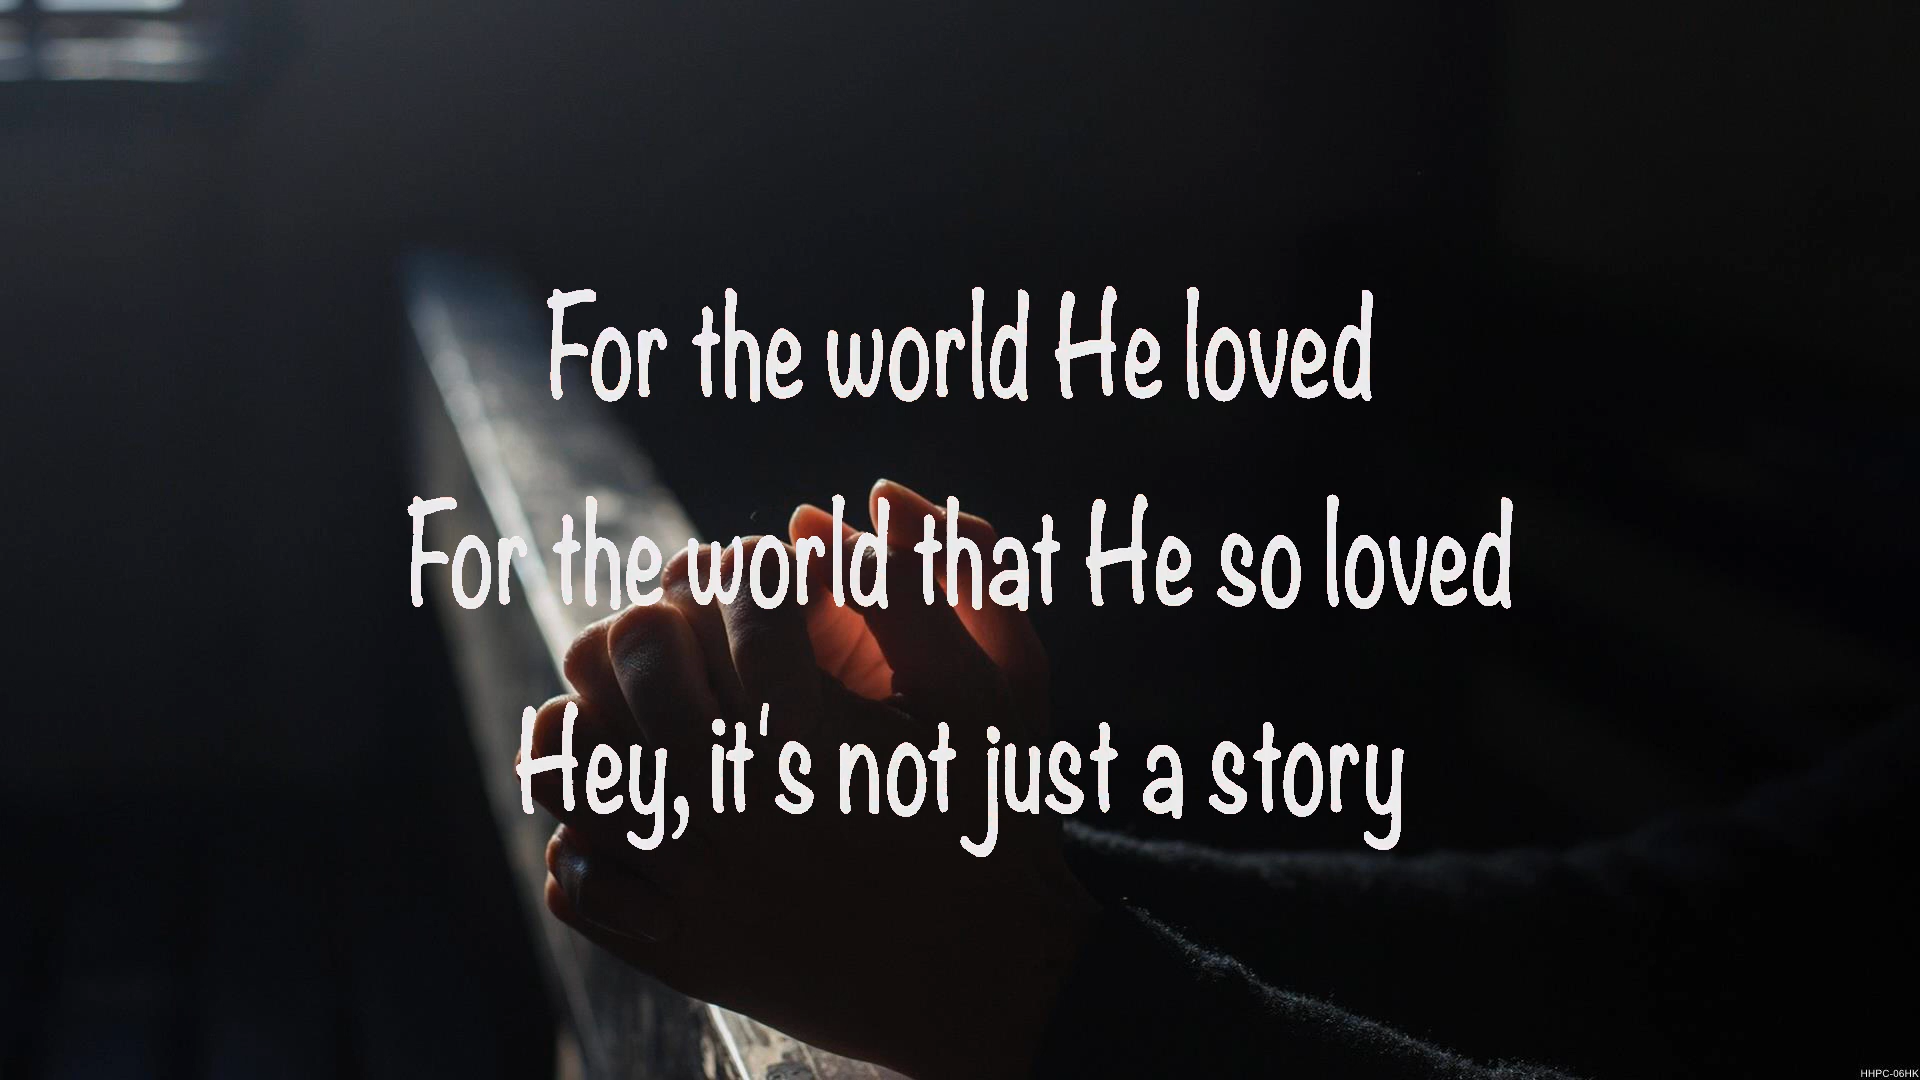 For the world He loved
For the world that He so loved
Hey, it's not just a story
HHPC-06HK